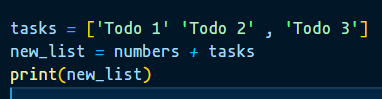 tasks = ['Todo 1' 'Todo 2' , 'Todo 3']
new_list = numbers + tasks
print(new_list)